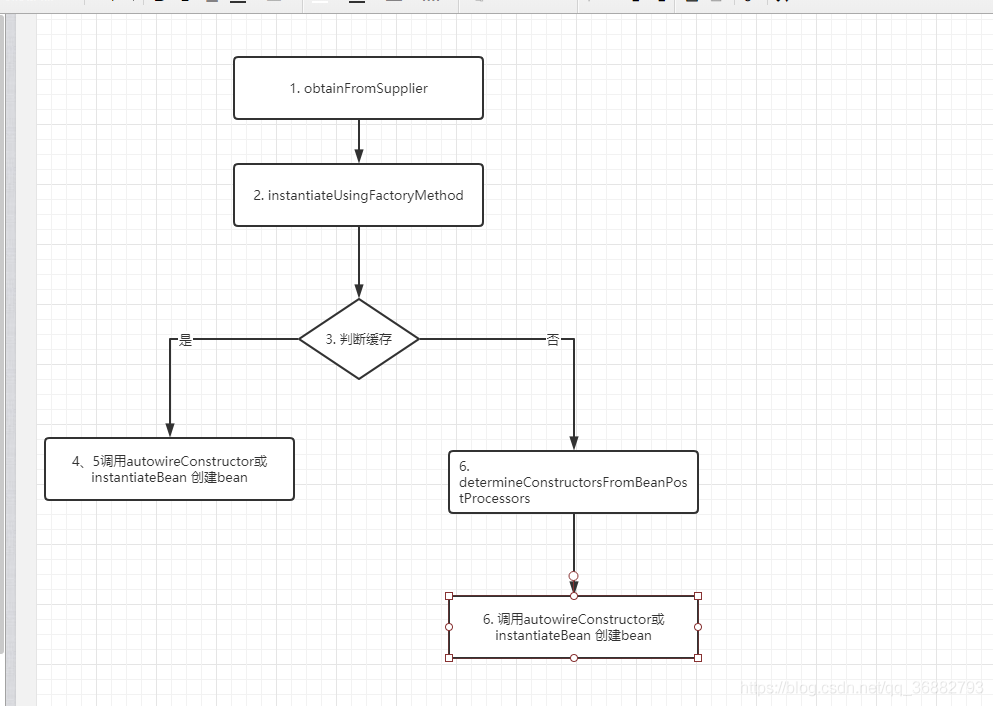 1. obtainFromSupplier
2. instantiateUsingFactoryMethod
3. 判断缓存
是
否
4、5调用autowireConstructor或
instantiateBean 创建bean
6.
determineConstructorsFromBeanPos
tProcessors
6. 调用autowireConstructor或
instantiateBean 创建bean
https://blog.csdn.net/qq_36882793